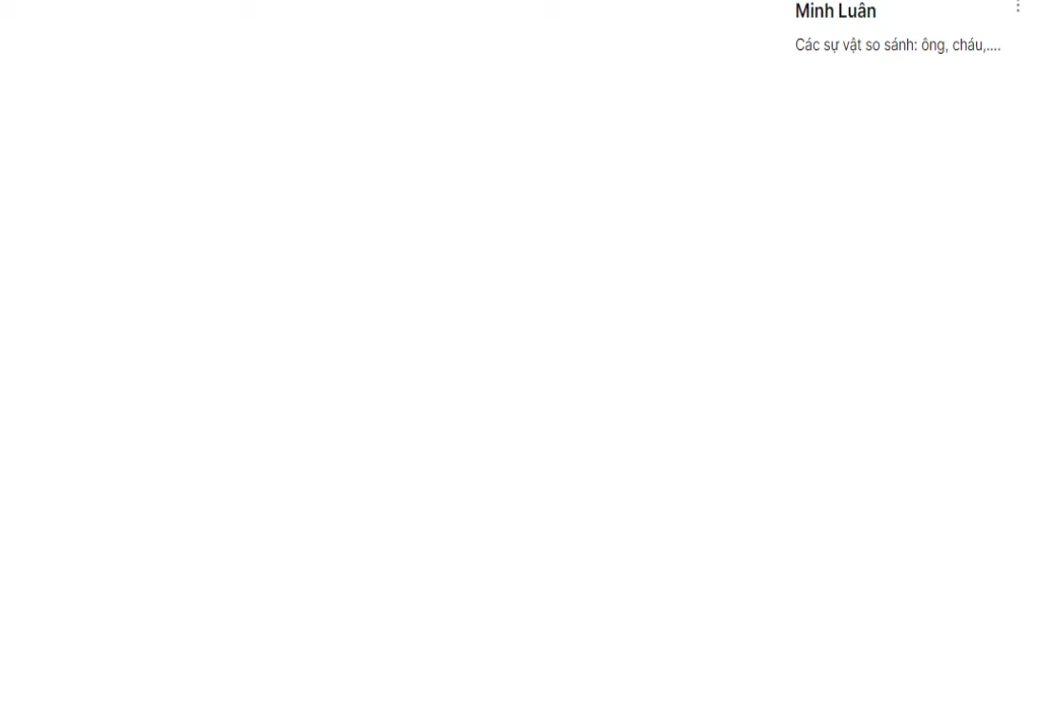 Minh Luân
Các sự vật so sánh: ông, cháu,....